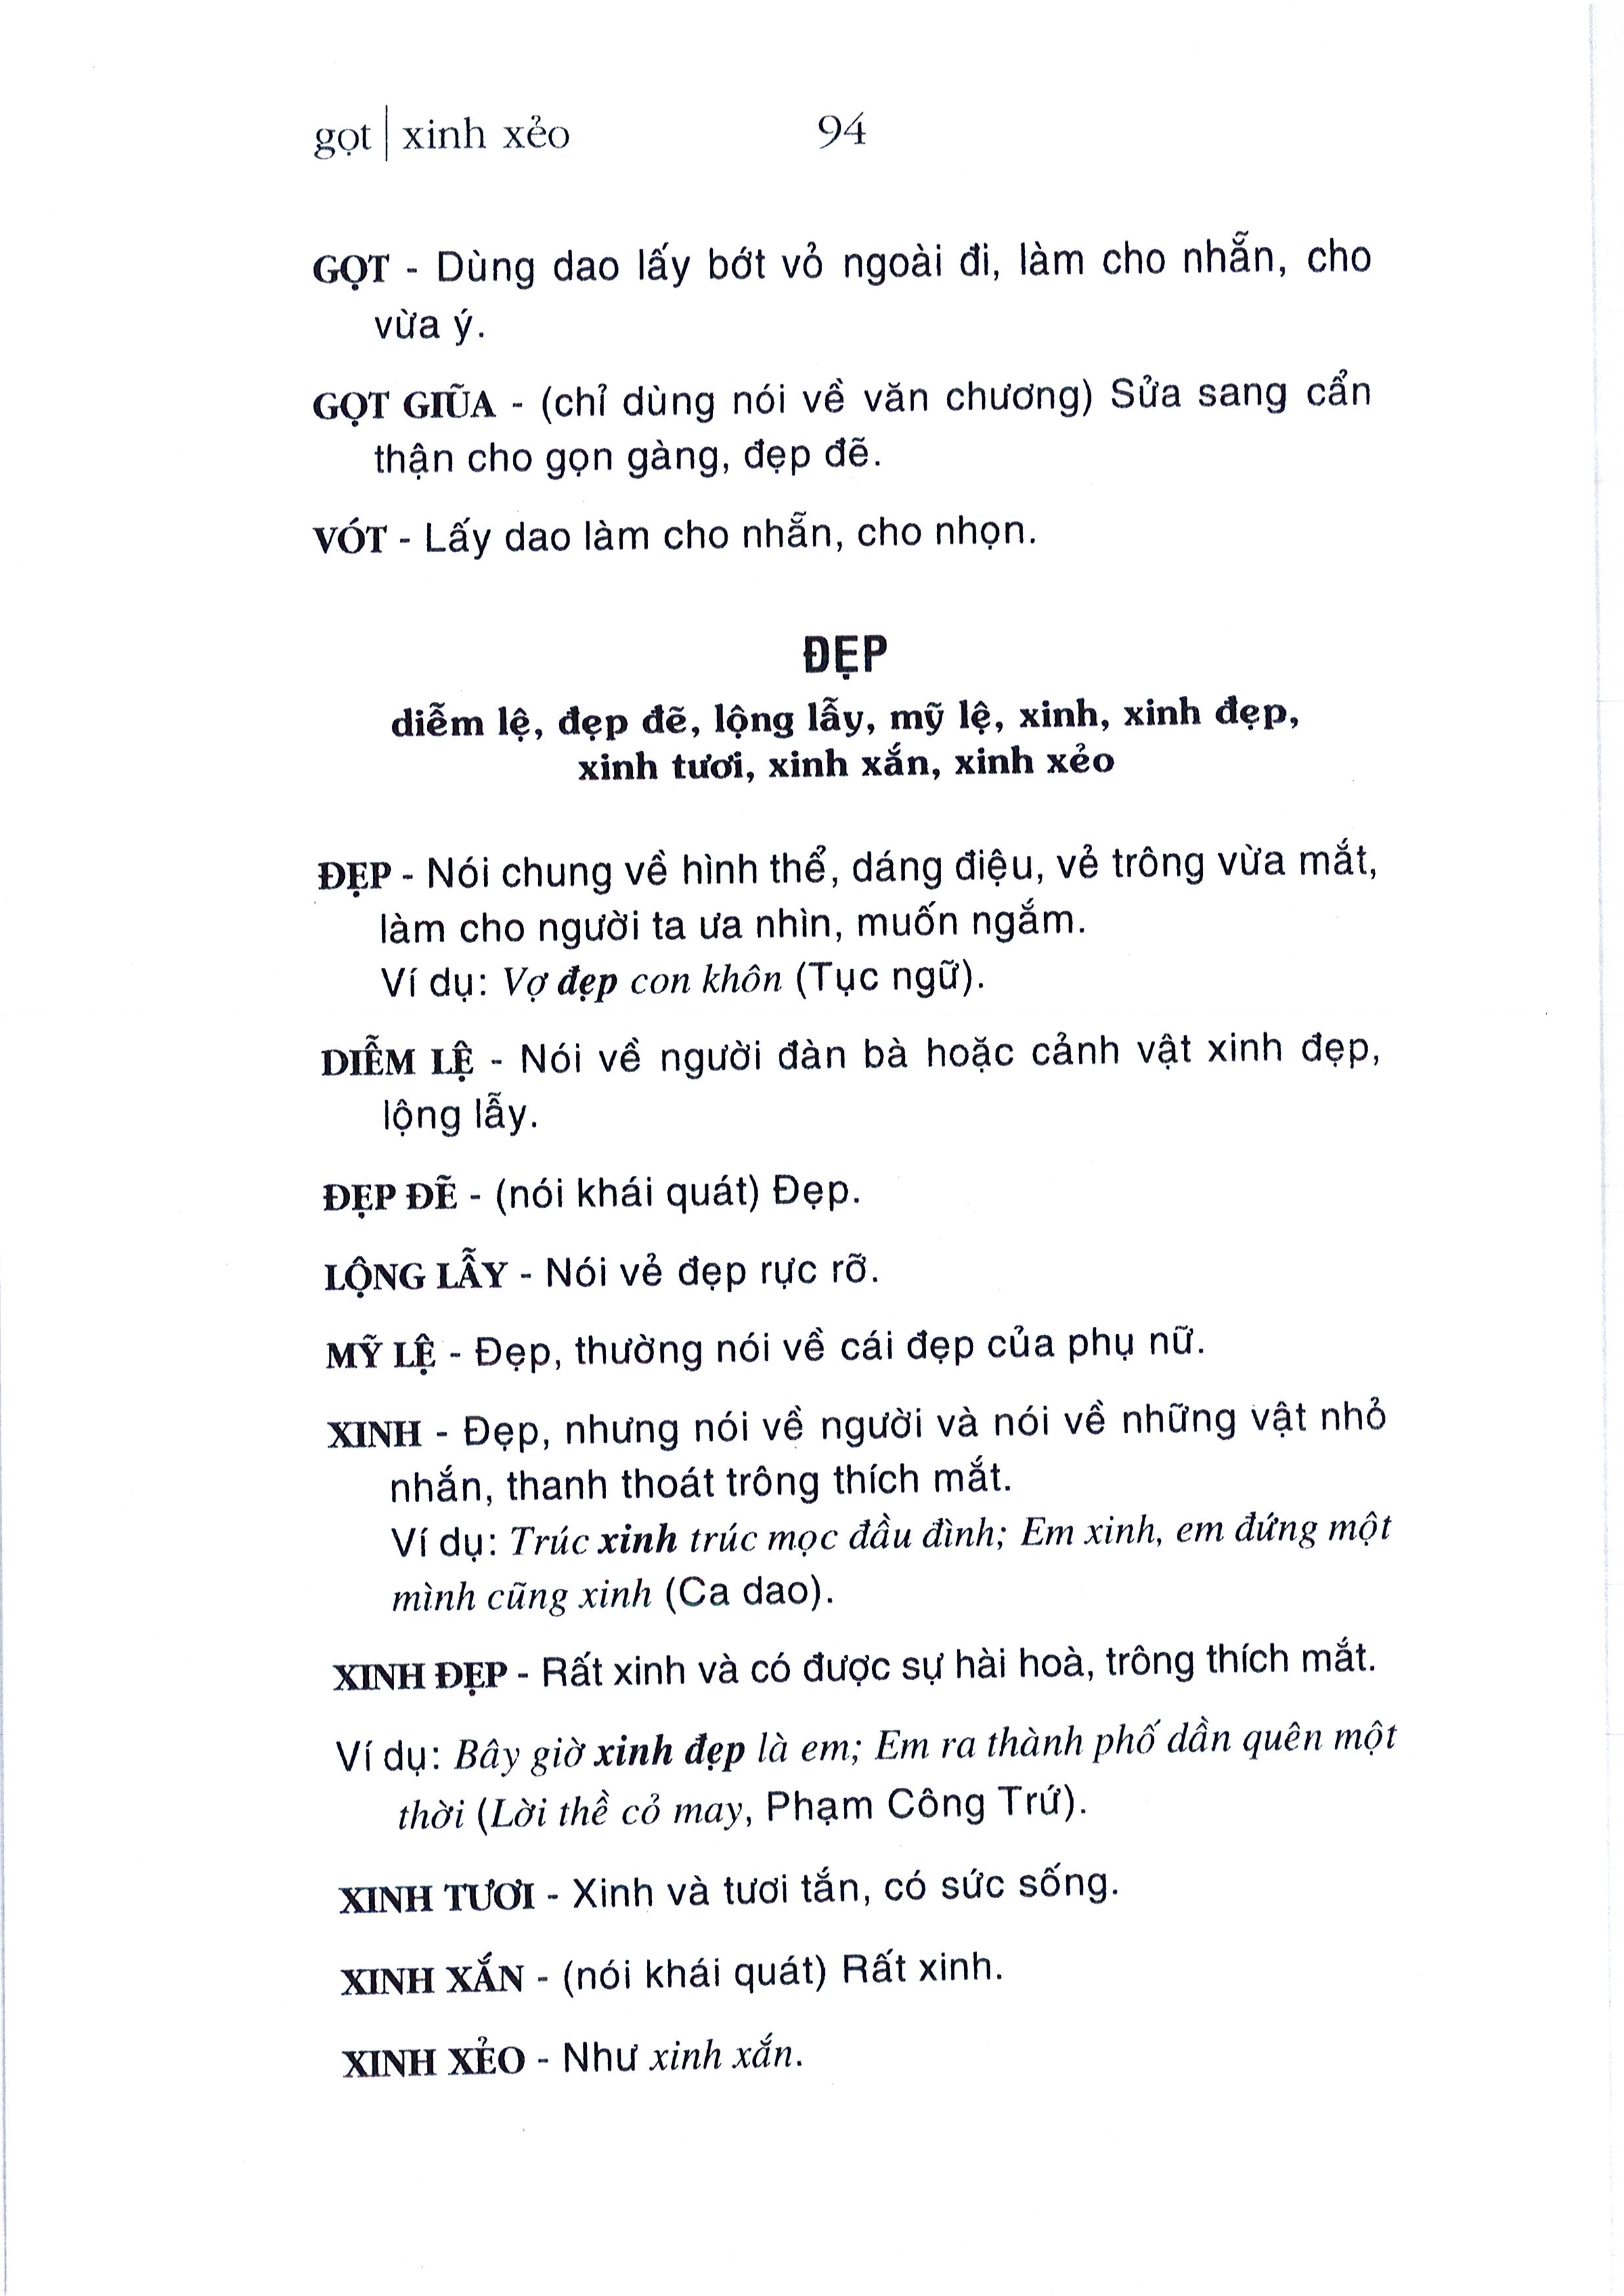 gọt | xinh xẻo 94
GỌT - Dùng dao lấy bớt vỏ ngoài đi, làm cho nhẵn, cho
vừa ý.
GỌT GIŨA - (chỉ dùng nói về văn chương) Sửa sang cẩn
thận cho gọn gàng, đẹp đẽ.
VÓT - Lấy dao làm cho nhẵn, cho nhọn.
ĐẸP
diễm lệ, đẹp đẽ, lộng lẫy, mỹ lệ, xinh, xinh đẹp,
xinh tươi, xinh xắn, xinh xẻo
ĐẸP - Nói chung về hình thể, dáng điệu, vẻ trông vừa mắt,
làm cho người ta ưa nhìn, muốn ngắm.
Ví dụ: Vợ đẹp con khôn (Tục ngữ).
DIỄM LỆ - Nói về người đàn bà hoặc cảnh vật xinh đẹp,
lộng lẫy.
ĐẸP ĐẼ - (nói khái quát) Đẹp.
LỘNG LẪY - Nói vẻ đẹp rực rỡ.
MỸ LỆ - Đẹp, thường nói về cái đẹp của phụ nữ.
XINH - Đẹp, nhưng nói về người và nói về những vật nhỏ
nhắn, thanh thoát trông thích mắt.
Ví dụ: Trúc xinh trúc mọc đầu đình; Em xinh, em đứng một
mình cũng xinh (Ca dao).
XINH ĐẸP - Rất xinh và có được sự hài hoà, trông thích mắt.
Ví dụ: Bây giờ xinh đẹp là em; Em ra thành phố dần quên một
thời (Lời thề cỏ may, Phạm Công Trứ).
XINH TƯƠI - Xinh và tươi tắn, có sức sống.
XINH XẮN - (nói khái quát) Rất xinh.
XINH XẺO - Như xinh xắn.